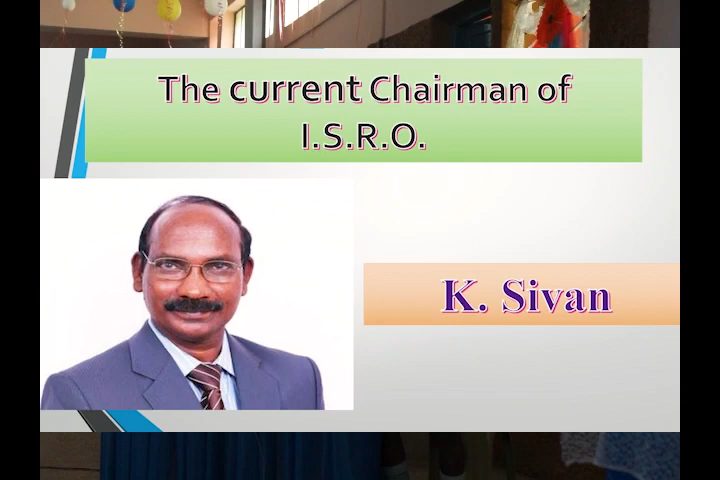 The current Chairman of
I.S.R.O.
K. Sivan